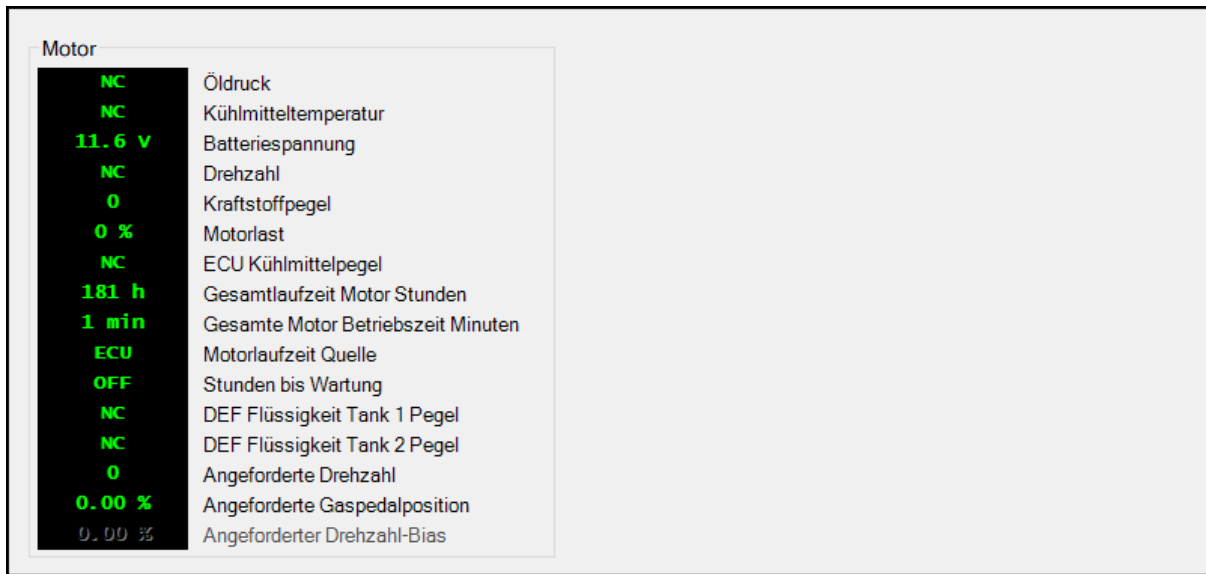 Motor
NC Öldruck
NC Kühlmitteltemperatur
11.6 V Batteriespannung
NC Drehzahl
0 Kraftstoffpegel
0 % Motorlast
NC ECU Kühlmittelpegel
181 h Gesamtlaufzeit Motor Stunden
1 min Gesamte Motor Betriebszeit Minuten
ECU Motorlaufzeit Quelle
OFF Stunden bis Wartung
NC DEF Flüssigkeit Tank 1 Pegel
NC DEF Flüssigkeit Tank 2 Pegel
0 Angeforderte Drehzahl
0.00 % Angeforderte Gaspedalposition
0.00 % Angeforderter Drehzahl-Bias